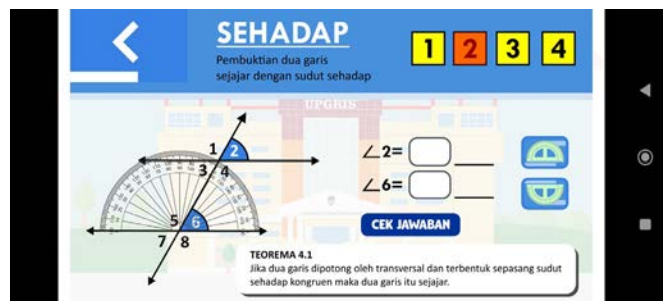 SEHADAP
Pembuktian dua garis
sejajar dengan sudut sehadap
1 2 3 4
UPGRIS
1 2
3 4
5 6
7 8
∠2=
∠6=
CEK JAWABAN
TEOREMA 4.1
Jika dua garis dipotong oleh transversal dan terbentuk sepasang sudut
sehadap kongruen maka dua garis itu sejajar.